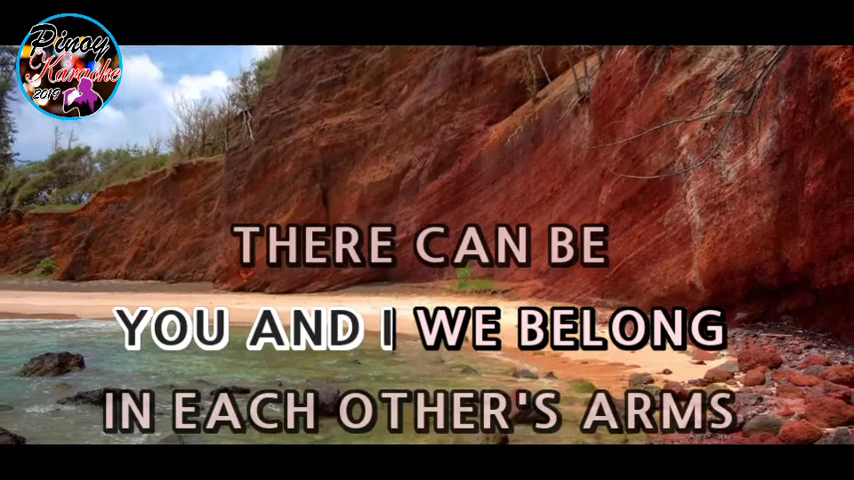 Pinoy
Karaoke
2019
THERE CAN BE
YOU AND I WE BELONG
IN EACH OTHER'S ARMS